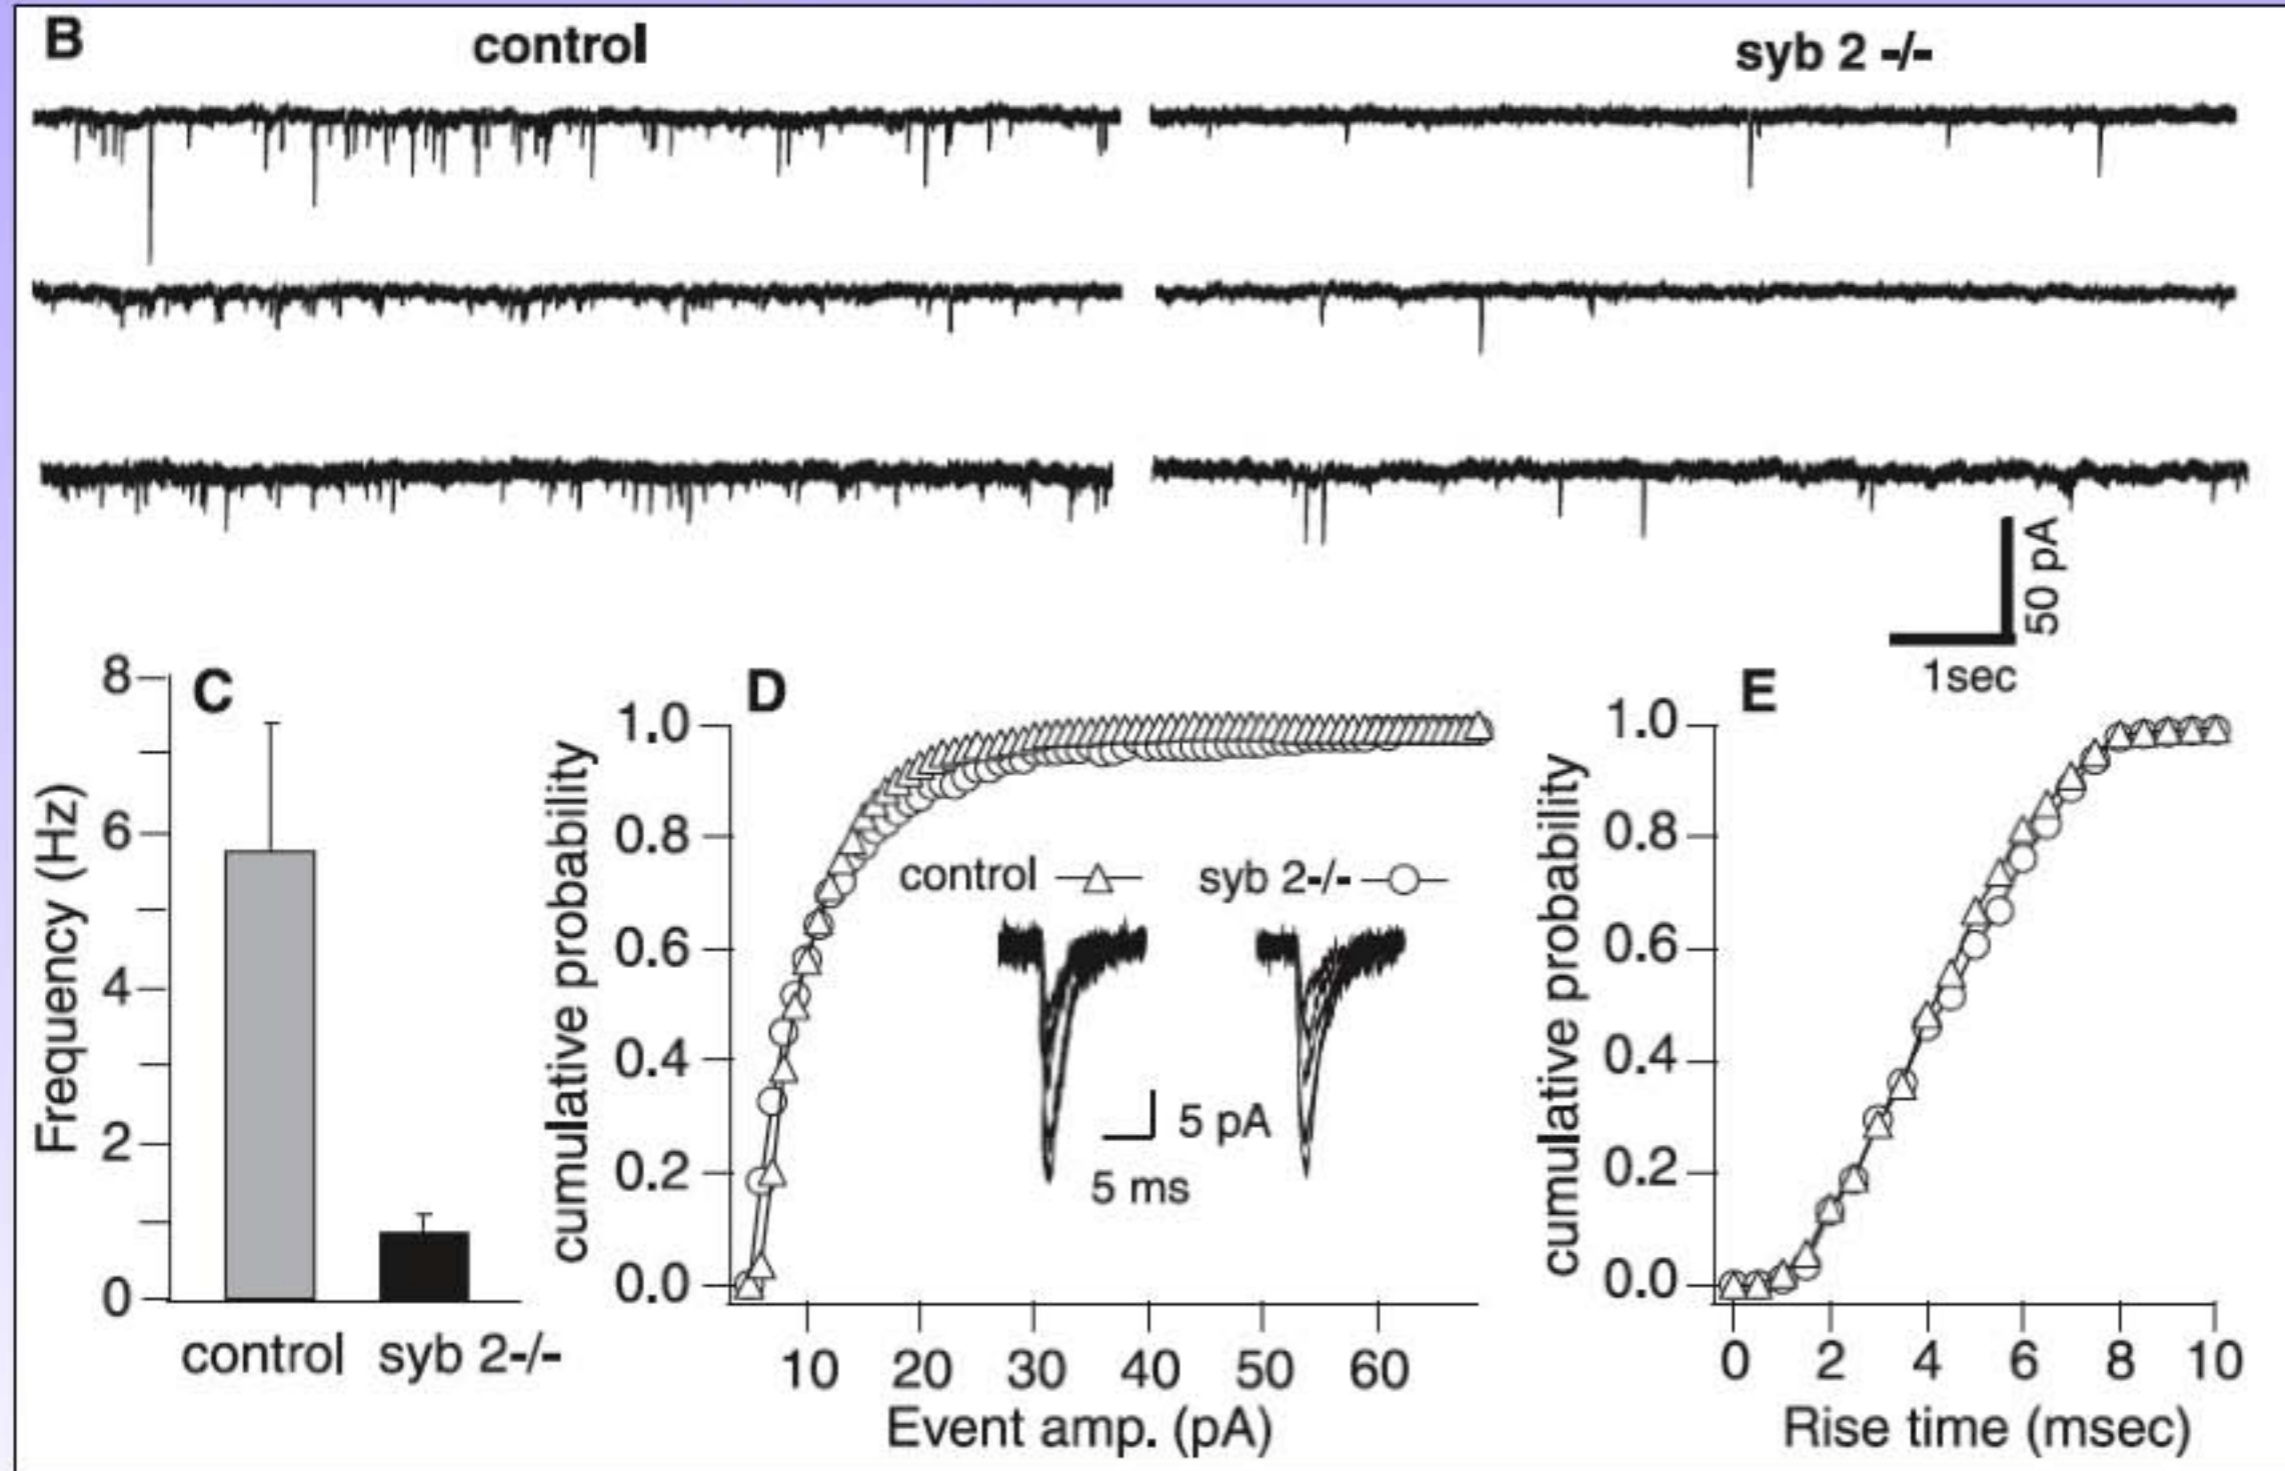 B
control
syb 2 -/-
50 pA
1sec
C
8
6
4
2
0
Frequency (Hz)
control syb 2-/-
D
1.0
0.8
0.6
0.4
0.2
0.0
cumulative probability
control
syb 2-/-
5 pA
5 ms
10 20 30 40 50 60
Event amp. (pA)
E
1.0
0.8
0.6
0.4
0.2
0.0
cumulative probability
0 2 4 6 8 10
Rise time (msec)